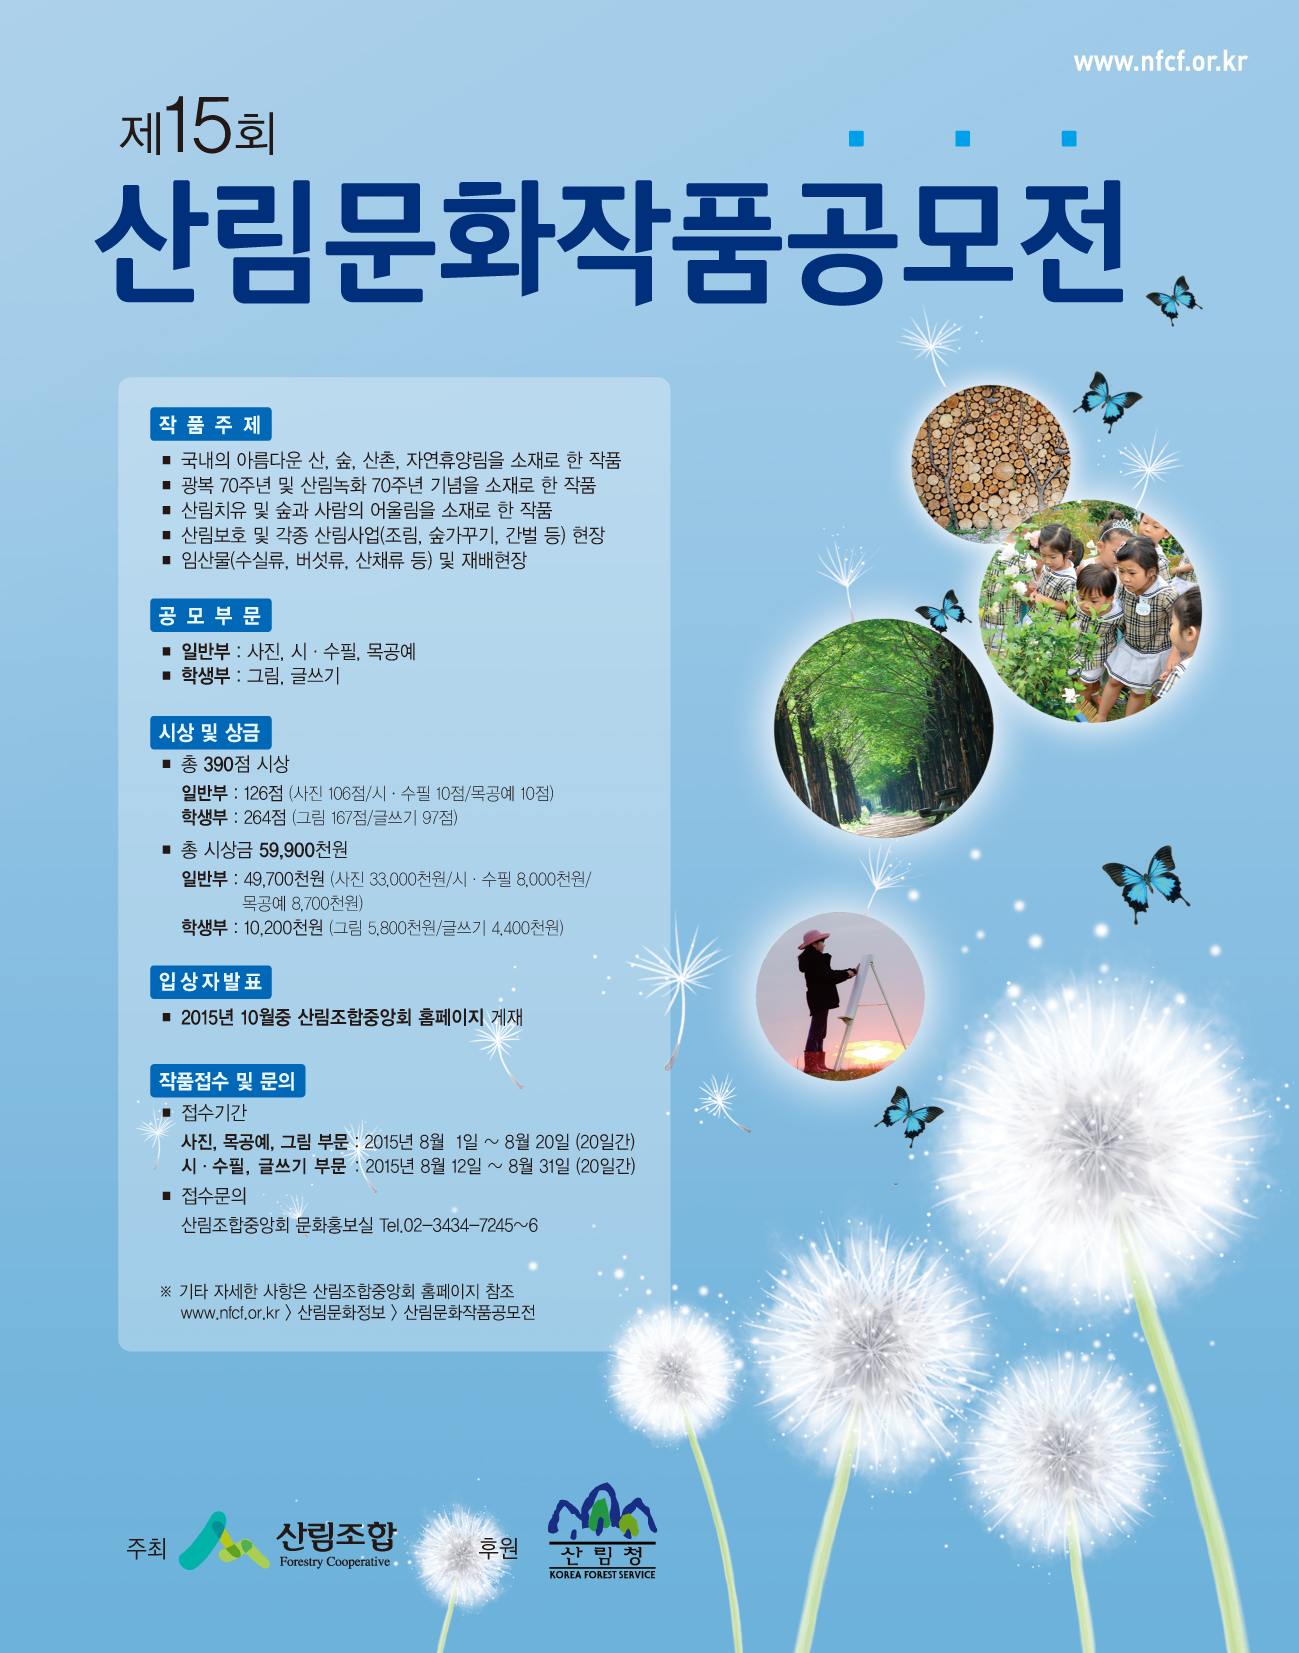 www.nfcf.or.kr
제15회
산림문화작품공모전
작 품 주 제
■ 국내의 아름다운 산, 숲, 산촌, 자연휴양림을 소재로 한 작품
■ 광복 70주년 및 산림녹화 70주년 기념을 소재로 한 작품
■ 산림치유 및 숲과 사람의 어울림을 소재로 한 작품
■ 산림보호 및 각종 산림사업(조림, 숲가꾸기, 간벌 등) 현장
■ 임산물(수실류, 버섯류, 산채류 등) 및 재배현장
공 모 부 문
■ 일반부 : 사진, 시 · 수필, 목공예
■ 학생부 : 그림, 글쓰기
시상 및 상금
■ 총 390점 시상
일반부 : 126점 (사진 106점/시 · 수필 10점/목공예 10점)
학생부 : 264점 (그림 167점/글쓰기 97점)
■ 총 시상금 59,900천원
일반부 : 49,700천원 (사진 33,000천원/시 · 수필 8,000천원/
목공예 8,700천원)
학생부 : 10,200천원 (그림 5,800천원/글쓰기 4,400천원)
입상자발표
■ 2015년 10월중 산림조합중앙회 홈페이지 게재
작품접수 및 문의
■ 접수기간
사진, 목공예, 그림 부문 : 2015년 8월 1일 ~ 8월 20일 (20일간)
시 · 수필, 글쓰기 부문 : 2015년 8월 12일 ~ 8월 31일 (20일간)
■ 접수문의
산림조합중앙회 문화홍보실 Tel.02-3434-7245~6
※ 기타 자세한 사항은 산림조합중앙회 홈페이지 참조
www.nfcf.or.kr > 산림문화정보 > 산림문화작품공모전
주최
산림조합
Forestry Cooperative
후원
산림청
KOREA FOREST SERVICE